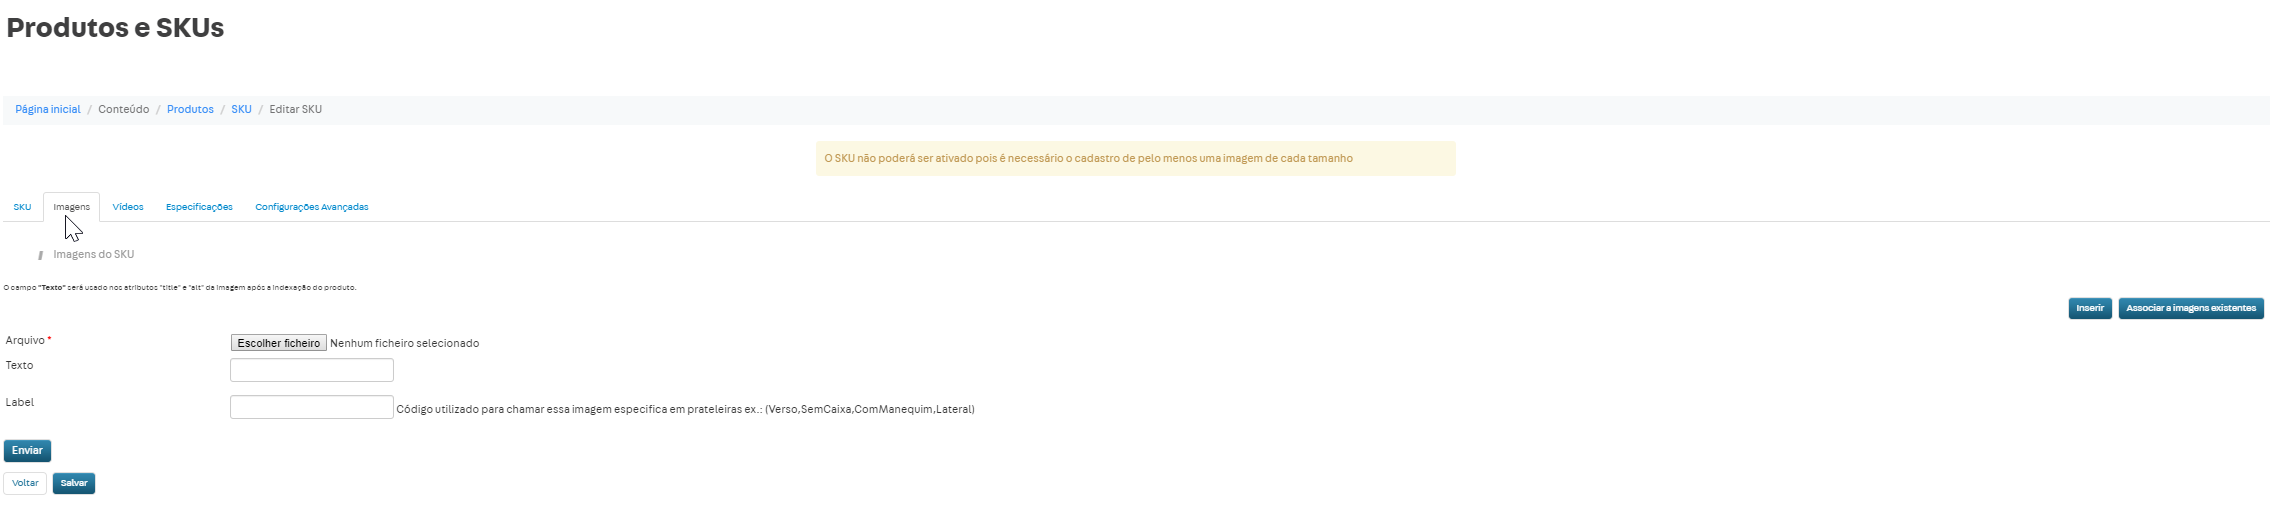 Produtos e SKUs
Página inicial / Conteúdo / Produtos / SKU / Editar SKU
O SKU não poderá ser ativado pois é necessário o cadastro de pelo menos uma imagem de cada tamanho
SKU Imagens Vídeos Especificações Configurações Avançadas
Imagens do SKU
O campo "Texto" será usado nos atributos "title" e "alt" da imagem após a indexação do produto.
Inserir Associar a imagens existentes
Arquivo * Escolher ficheiro Nenhum ficheiro selecionado
Texto
Label Código utilizado para chamar essa imagem especifica em prateleiras ex.: (Verso,SemCaixa,ComManequim,Lateral)
Enviar
Voltar Salvar